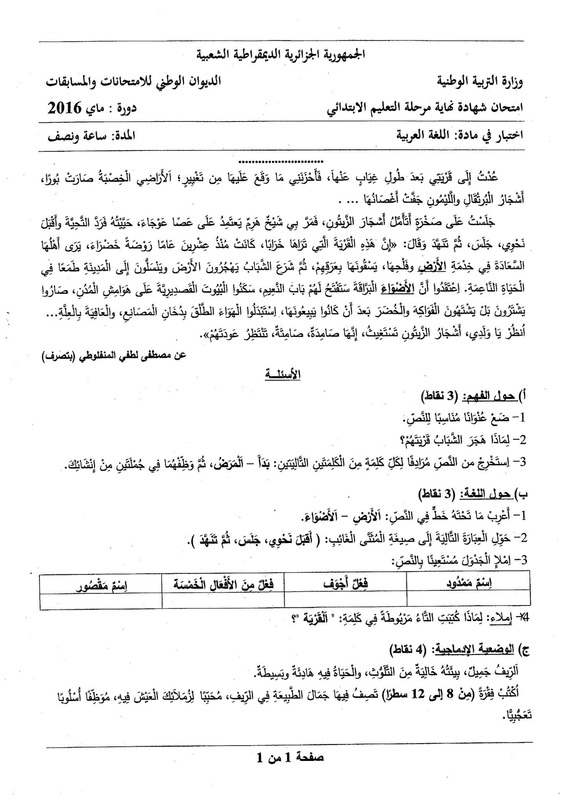 الجمهورية الجزائرية الديمقراطية الشعبية
وزارة التربية الوطنية الديوان الوطني للامتحانات والمسابقات
امتحان شهادة نهاية مرحلة التعليم الابتدائي دورة : ماي 2016
اختبار في مادة: اللغة العربية المدة: ساعة ونصف
عُدْتُ إِلَى قَرْيَتِي بَعدَ طُولِ غِيَابٍ عَنْهَا، فَأَحْزَنَنِي مَا وَقَعَ عَلَيْهَا مِن تَغْيِيرٍ؛ اَلْأَرَاضِي الْخِصْبَةُ صَارَتْ بُورًا،
أَشْجَارُ الْبُرْتُقَالِ وَاللَّيْمُونِ جَفَّتْ أَغْصَانُهَا ... .
جَلَسْتُ عَلَى صَخْرَةٍ أَتَأَمَّلُ أَشْجَارَ الزَّيْتُونِ، فَمَرَّ بِي شَيْخٌ هَرِمٌ يَعتَمِدُ عَلَى عَصًا عَوْجَاءَ، حَيَّيْتُهُ فَرَدَّ التَّحِيَّةَ وَأَقْبَلَ
نَحْوِي، جَلَسَ، ثُمَّ تَنَهَّدَ وَقَالَ: «إِنَّ هَذِهِ الْقَرْيَةَ الَّتِي تَرَاهَا خَرَابًا، كَانَتْ مُنْذُ عِشْرِينَ عَامًا رَوْضَةً خَضْرَاءَ، يَرَى أَهْلُهَا
السَّعَادَةَ فِي خِدْمَةِ الْأَرْضِ وَفَلْحِهَا، يَسْقُونَهَا بِعَرَقِهِمْ، ثُمَّ شَرَعَ الشَّبَابُ يَهْجُرُونَ الْأَرْضَ وَيَتَسَلَّلُونَ إِلَى الْمَدِينَةِ طَمَعًا فِي
الْحَيَاةِ النَّاعِمَةِ. اِعْتَقَدُوا أَنَّ الْأَضْوَاءَ الْبَرَّاقَةَ سَتَفْتَحُ لَهُمْ بَابَ النَّعِيمِ، سَكَنُوا الْبُيُوتَ الْقَصْدِيرِيَّةَ عَلَى هَوَامِشِ الْمُدُنِ، صَارُوا
يَشْتَرُونَ بَلْ يَشْتَهُونَ الْفَوَاكِهَ وَالْخُضَرَ بَعدَ أَنْ كَانُوا يَبِيعُونَهَا، اِسْتَبْدَلُوا الْهَوَاءَ الطَّلْقَ بِدُخَانِ الْمَصَانِعِ، وَالْعَافِيَةَ بِالْعِلَّةِ...
اُنظُرْ يَا وَلَدِي، أَشْجَارُ الزَّيْتُونِ تَسْتَغِيثُ، إِنَّهَا صَامِدَةٌ، صَامِتَةٌ، تَنْتَظِرُ عَودَتَهُمْ».
عن مصطفى لطفي المنفلوطي (بتصرف)
الأسئلـــة
أ) حول الفهم: (3 نقاط)
1- ضَعْ عُنْوَانًا مُنَاسِبًا لِلنَّصِّ.
2- لِمَاذَا هَجَرَ الشَّبَابُ قَرْيَتَهُمْ؟
3- اِسْتَخْرِجْ من النَّصِّ مُرَادِفًا لِكُلِّ كَلِمَةٍ مِنَ الْكَلِمَتَينِ التَّالِيَتَينِ: بَدَأَ – اَلْمَرَضُ، ثُمَّ وَظِّفْهُمَا فِي جُمْلَتَيْنِ مِنْ إِنْشَائِكَ.
ب) حول اللغة: (3 نقاط)
1- أَعْرِبْ مَا تَحْتَهُ خَطٌّ فِي النَّصِّ: اَلْأَرْضِ – اَلْأَضْوَاءَ.
2- حَوِّلِ الْعِبَارَةَ التَّالِيَةَ إِلَى صِيغَةِ الْمُثَنَّى الْغَائِبِ: ( أَقْبَلَ نَحْوِي، جَلَسَ، ثُمَّ تَنَهَّدَ ).
3- اِمْلَإِ الْجَدْوَلَ مُسْتَعِينًا بِالنَّصِّ:
اِسْمٌ مَمْدُودٌ فِعْلٌ أَجْوَفُ فِعْلٌ مِنَ الْأَفْعَالِ الْخَمْسَةِ اِسْمٌ مَقْصُورٌ
4- إملاء: لِمَاذَا كُتِبَتِ التَّاءُ مَرْبُوطَةً فِي كَلِمَةِ: " اَلْقَرْيَة "؟
ج) الوضعية الإدماجية: (4 نقاط)
اَلرِّيفُ جَمِيلٌ، بِيئَتُهُ خَالِيَةٌ مِنَ التَّلَوُّثِ، وَالْحَيَاةُ فِيهِ هَادِئَةٌ وَبَسِيطَةٌ.
اُكْتُبْ فِقْرَةً (مِنْ 8 إلى 12 سطرًا) تَصِفُ فِيهَا جَمَالَ الطَّبِيعَةِ فِي الرِّيفِ، مُحَبِّبًا لِزُمَلَائِكَ الْعَيْشَ فِيهِ، مُوَظِّفًا أُسْلُوبًا
تَعَجُّبِيًّا.
صفحة 1 من 1